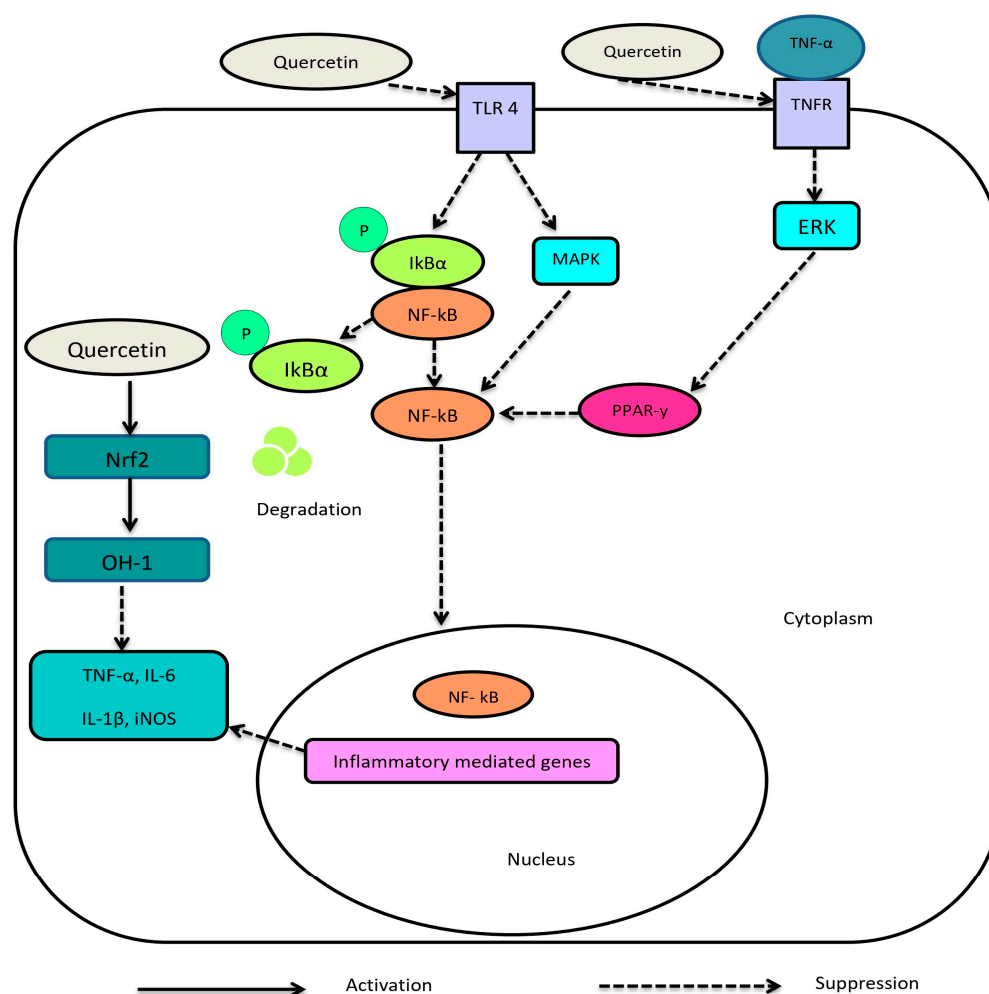 Quercetin
Quercetin
TNF-α
TLR 4
TNFR
P
IkBα
MAPK
ERK
NF-kB
P
IkBα
Quercetin
NF-kB
PPAR-y
Nrf2
Degradation
OH-1
Cytoplasm
TNF-α, IL-6
IL-1β, iNOS
NF- kB
Inflammatory mediated genes
Nucleus
Activation
Suppression